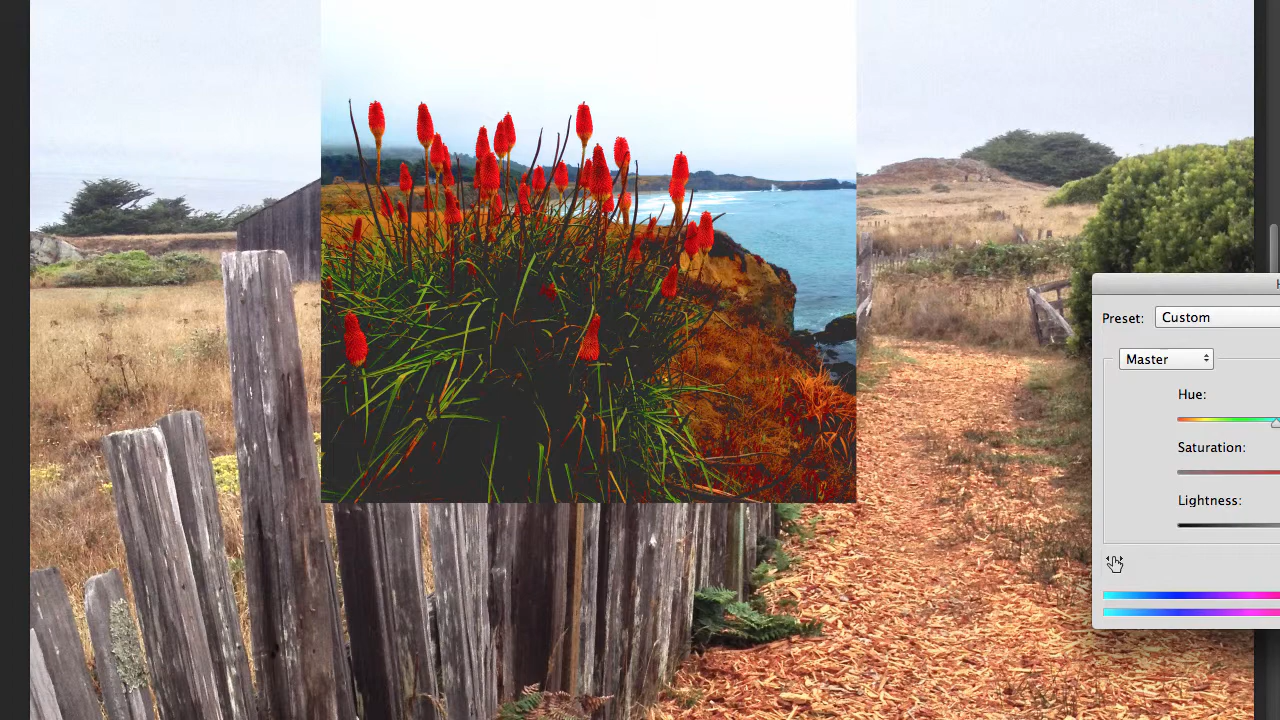 Preset: Custom
Master
Hue:
Saturation:
Lightness: